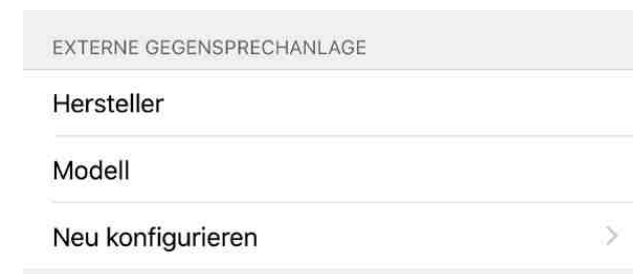 EXTERNE GEGENSPRECHANLAGE
Hersteller
Modell
Neu konfigurieren